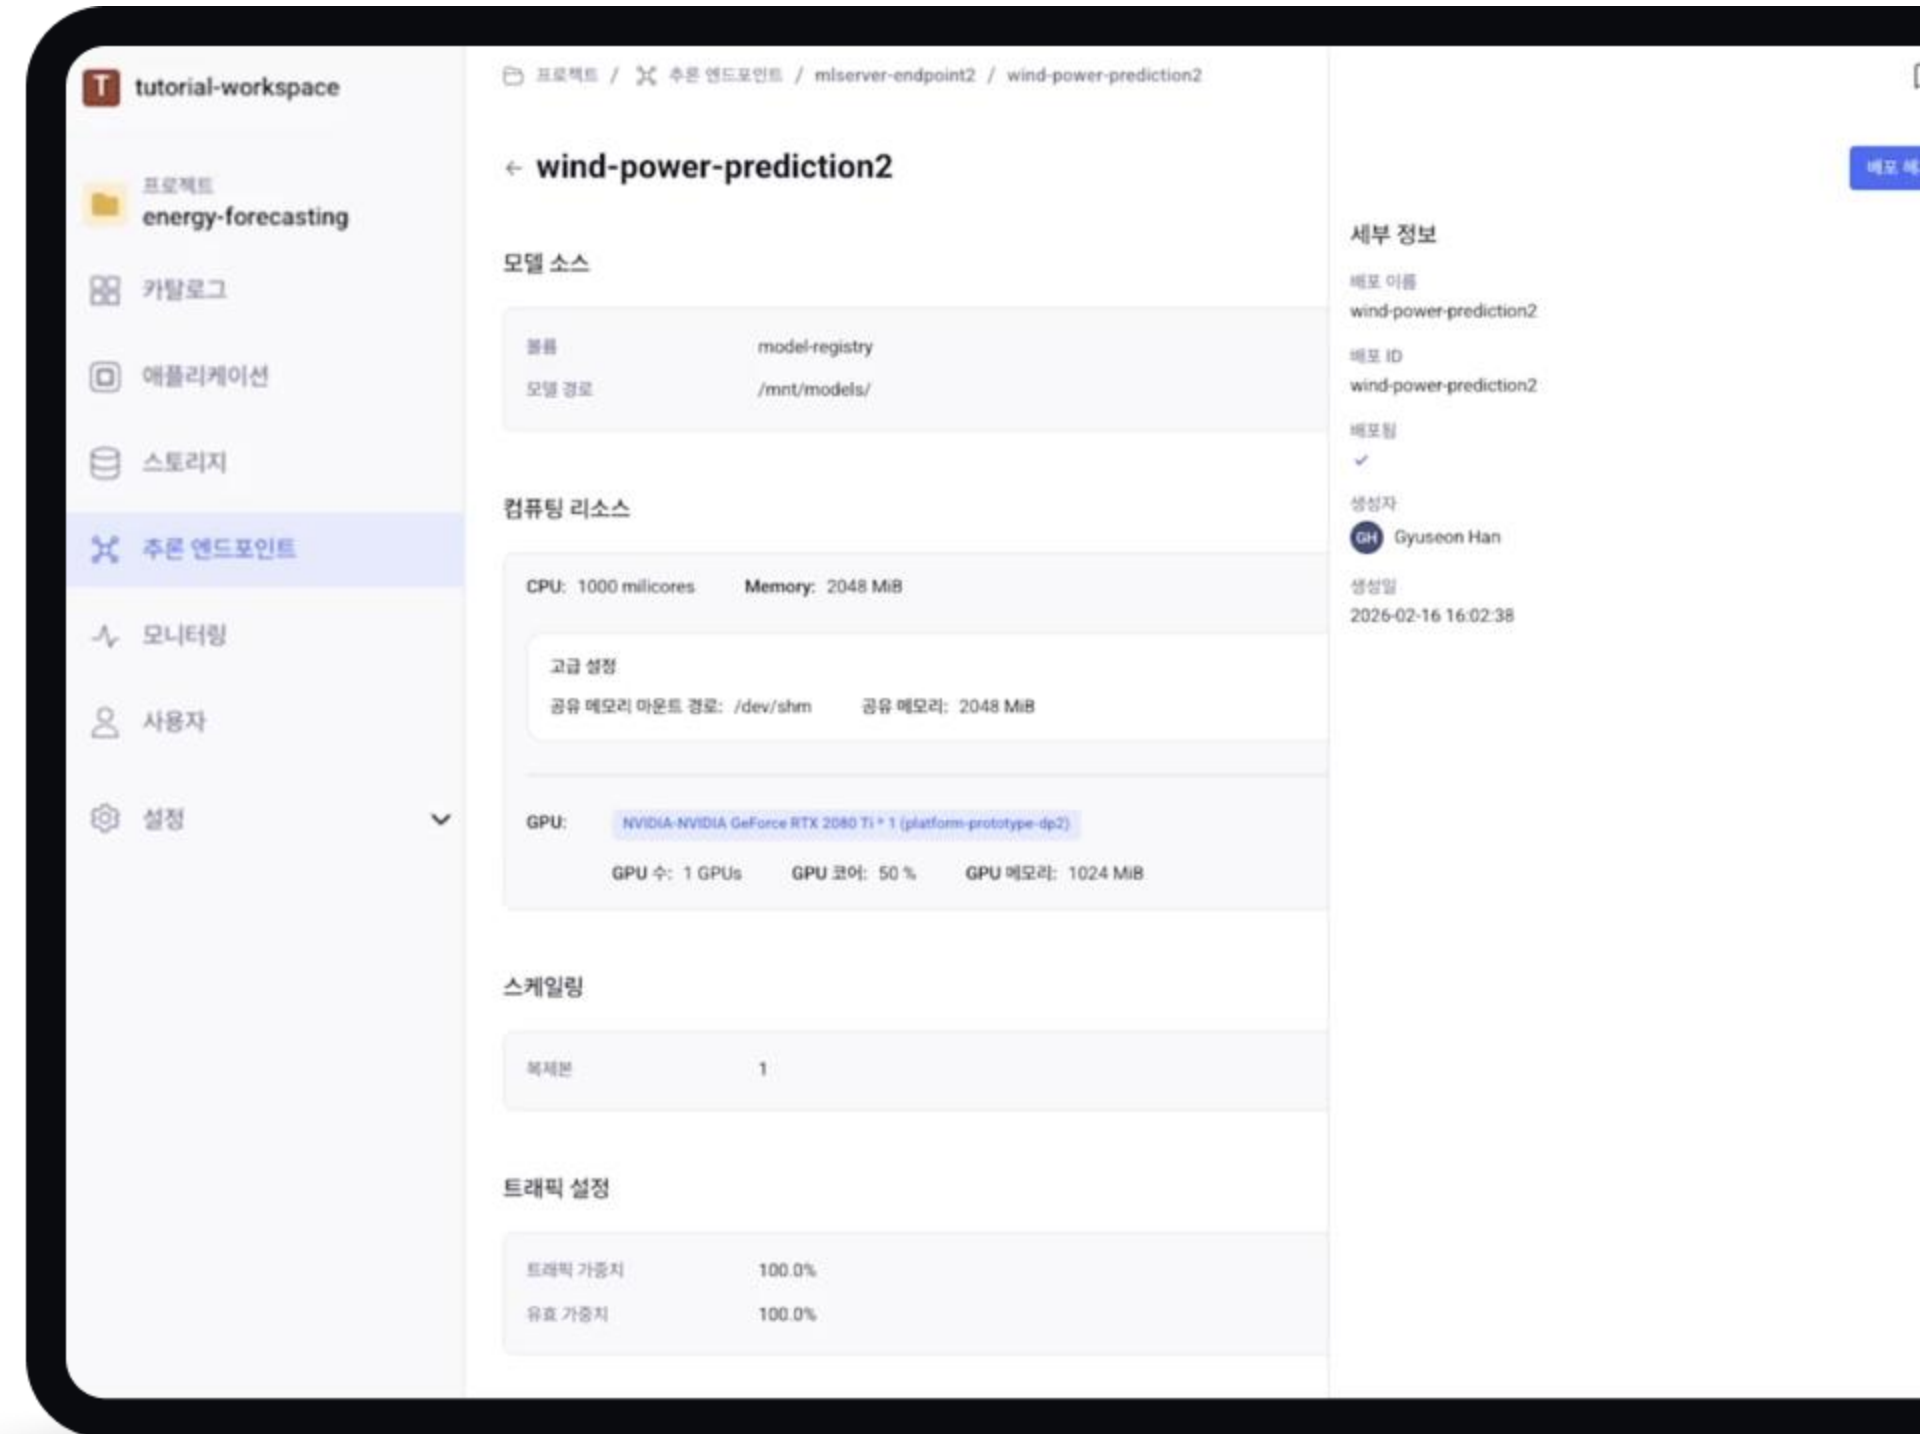 T tutorial-workspace
프로젝트
energy-forecasting
카탈로그
애플리케이션
스토리지
추론 엔드포인트
모니터링
사용자
설정
프로젝트 / 추론 엔드포인트 / mlserver-endpoint2 / wind-power-prediction2
← wind-power-prediction2
모델 소스
볼륨 model-registry
모델 경로 /mnt/models/
컴퓨팅 리소스
CPU: 1000 milicores Memory: 2048 MiB
고급 설정
공유 메모리 마운트 경로: /dev/shm 공유 메모리: 2048 MiB
GPU: NVIDIA-NVIDIA GeForce RTX 2080 Ti * 1 (platform-prototype-dp2)
GPU 수: 1 GPUs GPU 코어: 50 % GPU 메모리: 1024 MiB
스케일링
복제본 1
트래픽 설정
트래픽 가중치 100.0%
유효 가중치 100.0%
배포
세부 정보
배포 이름
wind-power-prediction2
배포 ID
wind-power-prediction2
배포됨
생성자
GH Gyuseon Han
생성일
2026-02-16 16:02:38